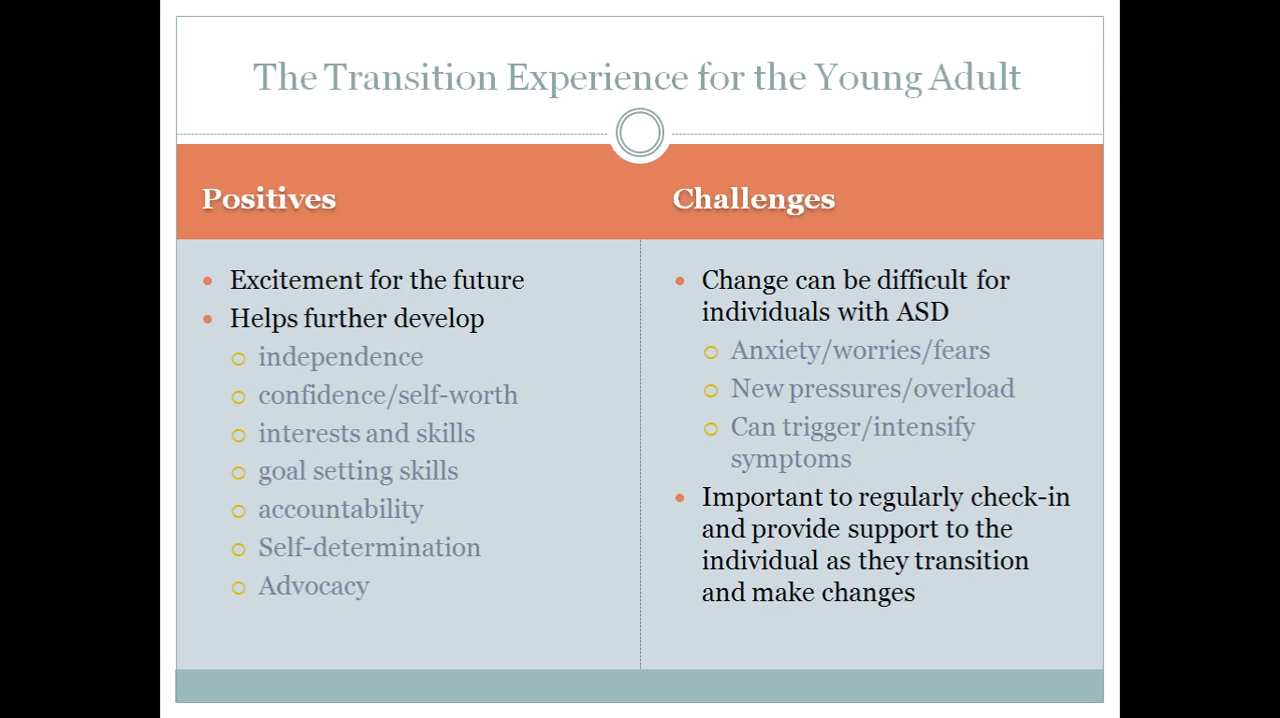 The Transition Experience for the Young Adult
Positives
Excitement for the future
Helps further develop
independence
confidence/self-worth
interests and skills
goal setting skills
accountability
Self-determination
Advocacy
Challenges
Change can be difficult for
individuals with ASD
Anxiety/worries/fears
New pressures/overload
Can trigger/intensify
symptoms
Important to regularly check-in
and provide support to the
individual as they transition
and make changes